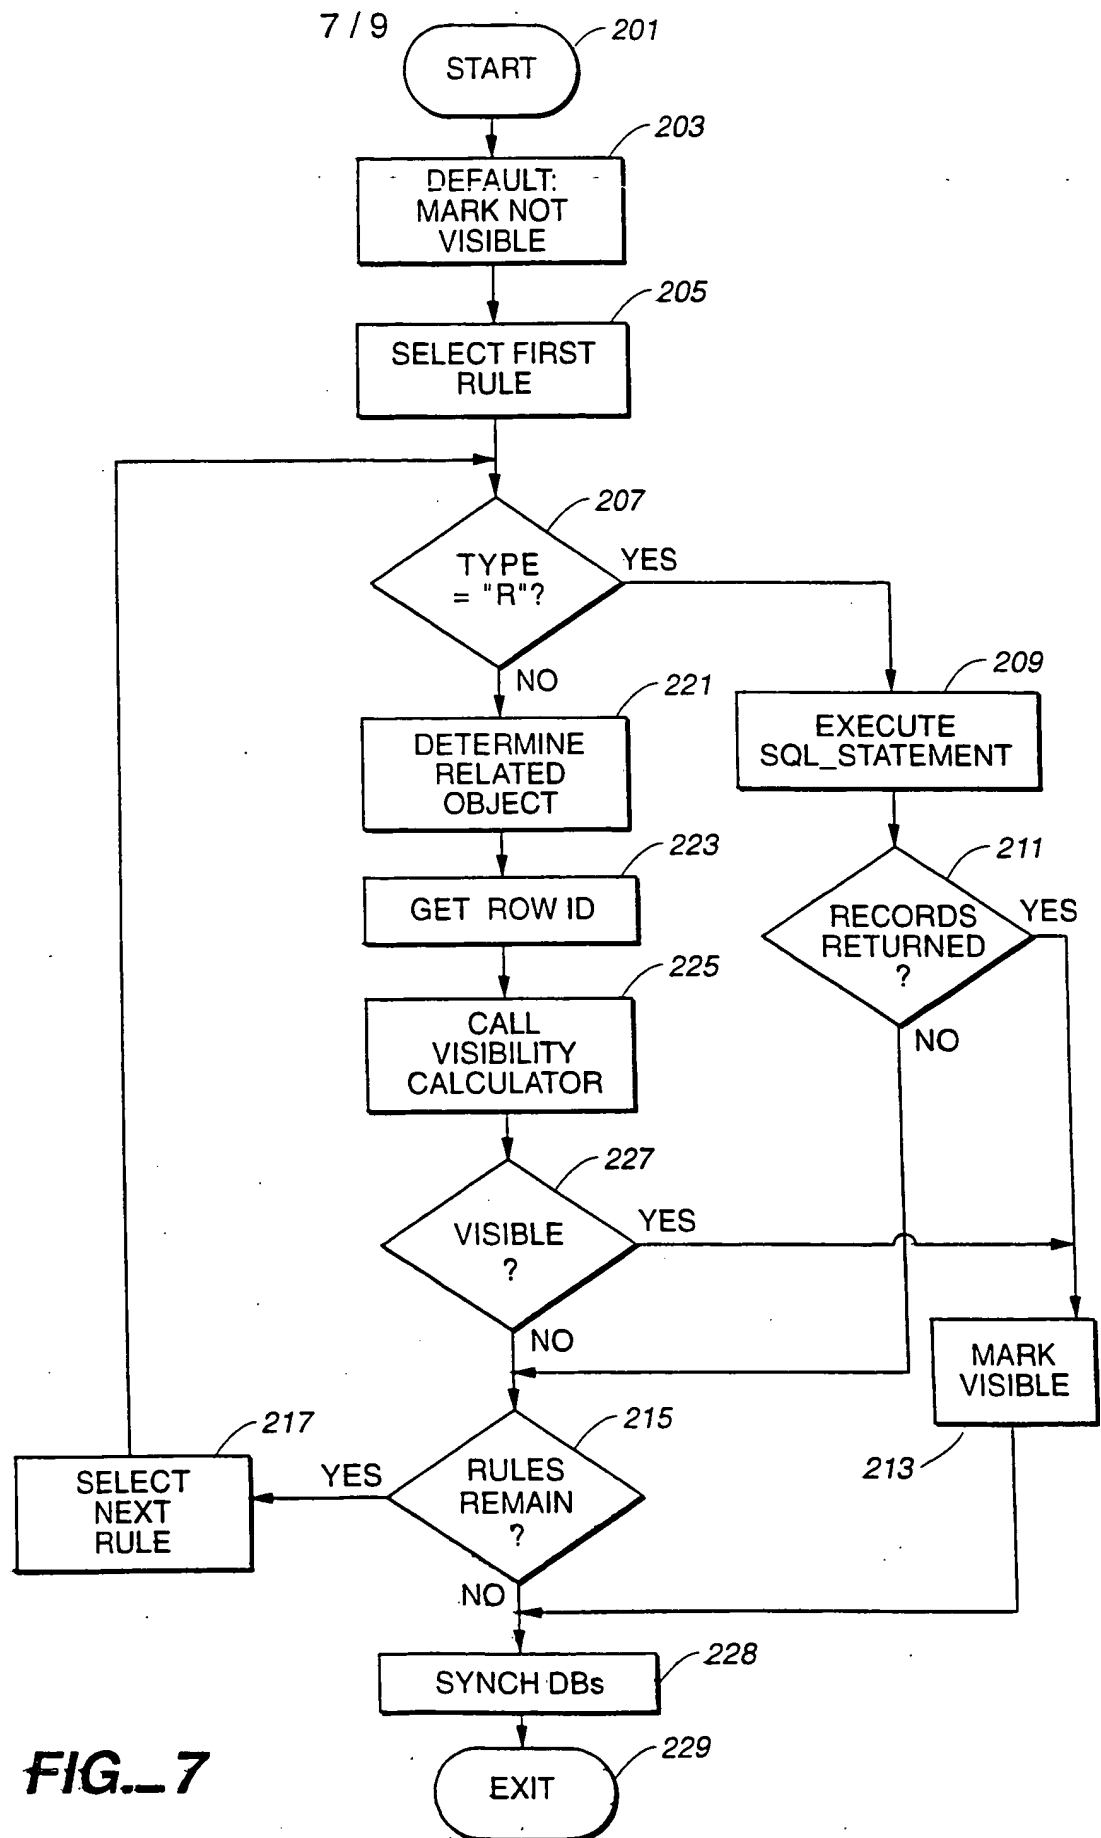 7 / 9
START
201
203
DEFAULT:
MARK NOT
VISIBLE
205
SELECT FIRST
RULE
207
TYPE
= "R"?
YES
NO
209
EXECUTE
SQL_STATEMENT
221
DETERMINE
RELATED
OBJECT
211
RECORDS
RETURNED
?
YES
NO
223
GET ROW ID
225
CALL
VISIBILITY
CALCULATOR
227
VISIBLE
?
YES
NO
MARK
VISIBLE
213
215
RULES
REMAIN
?
YES
NO
217
SELECT
NEXT
RULE
228
SYNCH DBs
229
EXIT
FIG._7